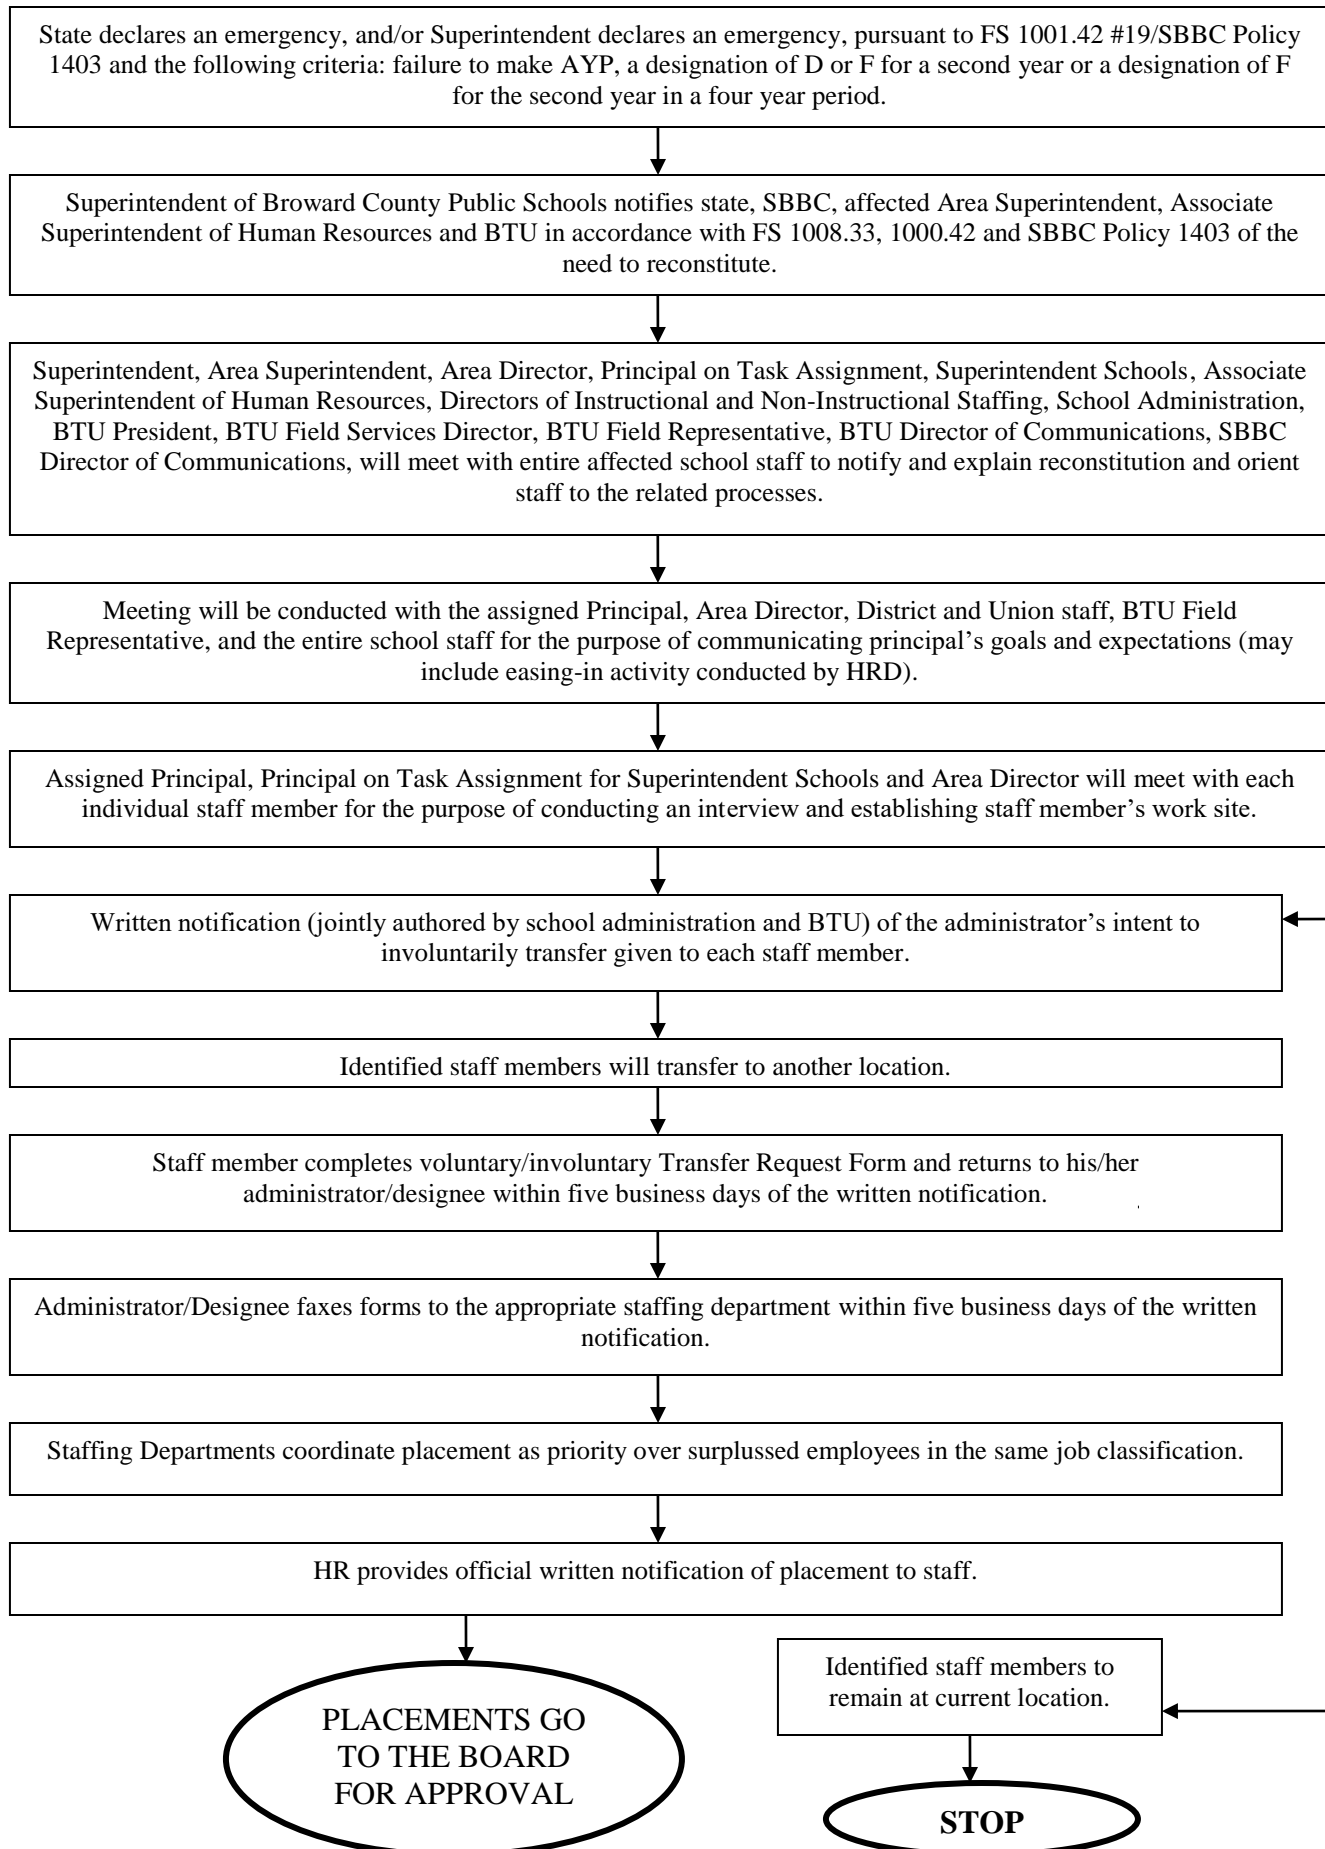 State declares an emergency, and/or Superintendent declares an emergency, pursuant to FS 1001.42 #19/SBBC Policy
1403 and the following criteria: failure to make AYP, a designation of D or F for a second year or a designation of F
for the second year in a four year period.
Superintendent of Broward County Public Schools notifies state, SBBC, affected Area Superintendent, Associate
Superintendent of Human Resources and BTU in accordance with FS 1008.33, 1000.42 and SBBC Policy 1403 of the
need to reconstitute.
Superintendent, Area Superintendent, Area Director, Principal on Task Assignment, Superintendent Schools, Associate
Superintendent of Human Resources, Directors of Instructional and Non-Instructional Staffing, School Administration,
BTU President, BTU Field Services Director, BTU Field Representative, BTU Director of Communications, SBBC
Director of Communications, will meet with entire affected school staff to notify and explain reconstitution and orient
staff to the related processes.
Meeting will be conducted with the assigned Principal, Area Director, District and Union staff, BTU Field
Representative, and the entire school staff for the purpose of communicating principal's goals and expectations (may
include easing-in activity conducted by HRD).
Assigned Principal, Principal on Task Assignment for Superintendent Schools and Area Director will meet with each
individual staff member for the purpose of conducting an interview and establishing staff member's work site.
Written notification (jointly authored by school administration and BTU) of the administrator's intent to
involuntarily transfer given to each staff member.
Identified staff members will transfer to another location.
Staff member completes voluntary/involuntary Transfer Request Form and returns to his/her
administrator/designee within five business days of the written notification.
Administrator/Designee faxes forms to the appropriate staffing department within five business days of the written
notification.
Staffing Departments coordinate placement as priority over surplussed employees in the same job classification.
HR provides official written notification of placement to staff.
PLACEMENTS GO
TO THE BOARD
FOR APPROVAL
Identified staff members to
remain at current location.
STOP